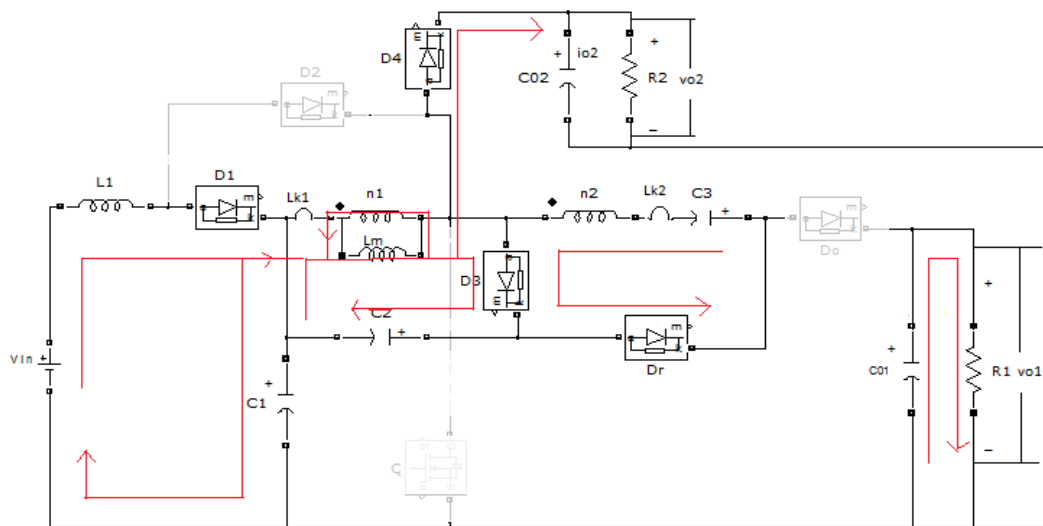 D4
m
k
+
io2
C02
R2
+
vo2
−
D2
m
k
L1
D1
m
k
Lk1
n1
Lm
n2
Lk2
C3
+
m
k
Do
D3
m
C2
+
m
k
Dr
Vin
+
C1
+
Q
+
C01
+
R1
vo1
−